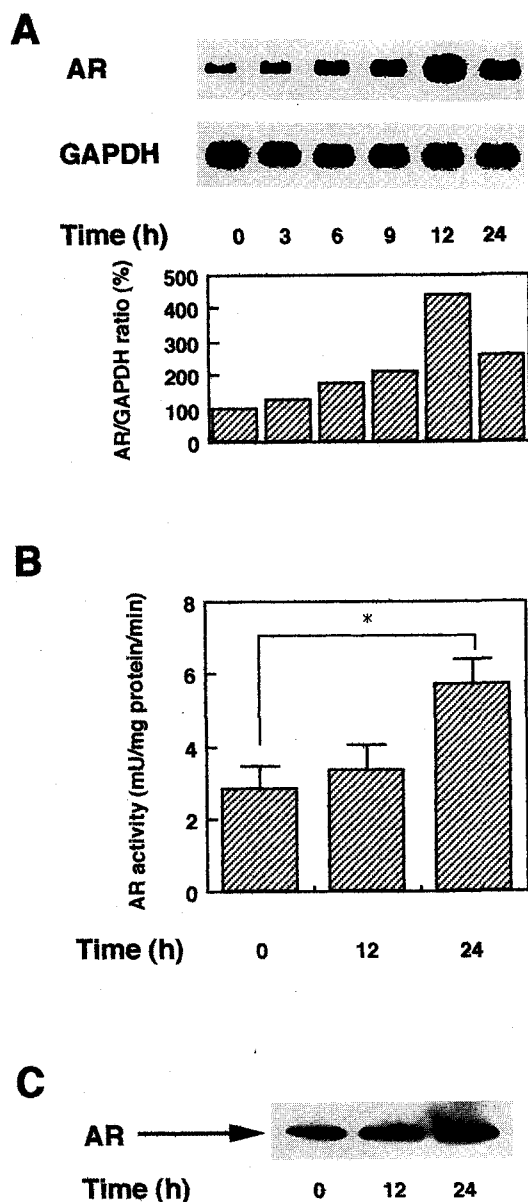 A
AR
GAPDH
Time (h) 0 3 6 9 12 24
AR/GAPDH ratio (%)
500
400
300
200
100
0
B
AR activity (mU/mg protein/min)
8
*
6
4
2
0
Time (h) 0 12 24
C
AR
Time (h) 0 12 24